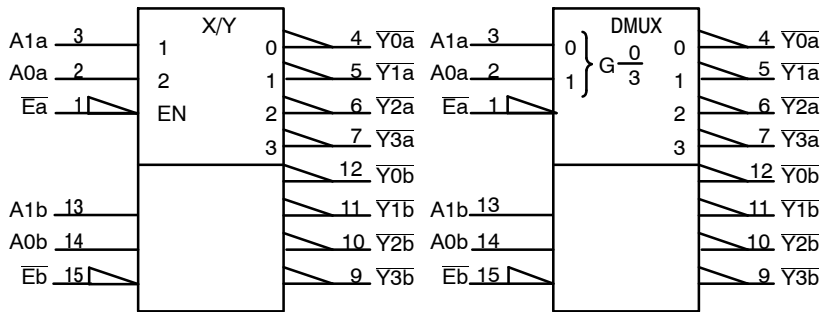 X/Y DMUX
A1a 3 1 0 4 Y0a A1a 3 0 0 4 Y0a
A0a 2 2 1 5 Y1a A0a 2 1 } G 0/3 1 5 Y1a
Ea 1 EN 2 6 Y2a Ea 1 2 6 Y2a
3 7 Y3a 3 7 Y3a
12 Y0b 12 Y0b
A1b 13 11 Y1b A1b 13 11 Y1b
A0b 14 10 Y2b A0b 14 10 Y2b
Eb 15 9 Y3b Eb 15 9 Y3b